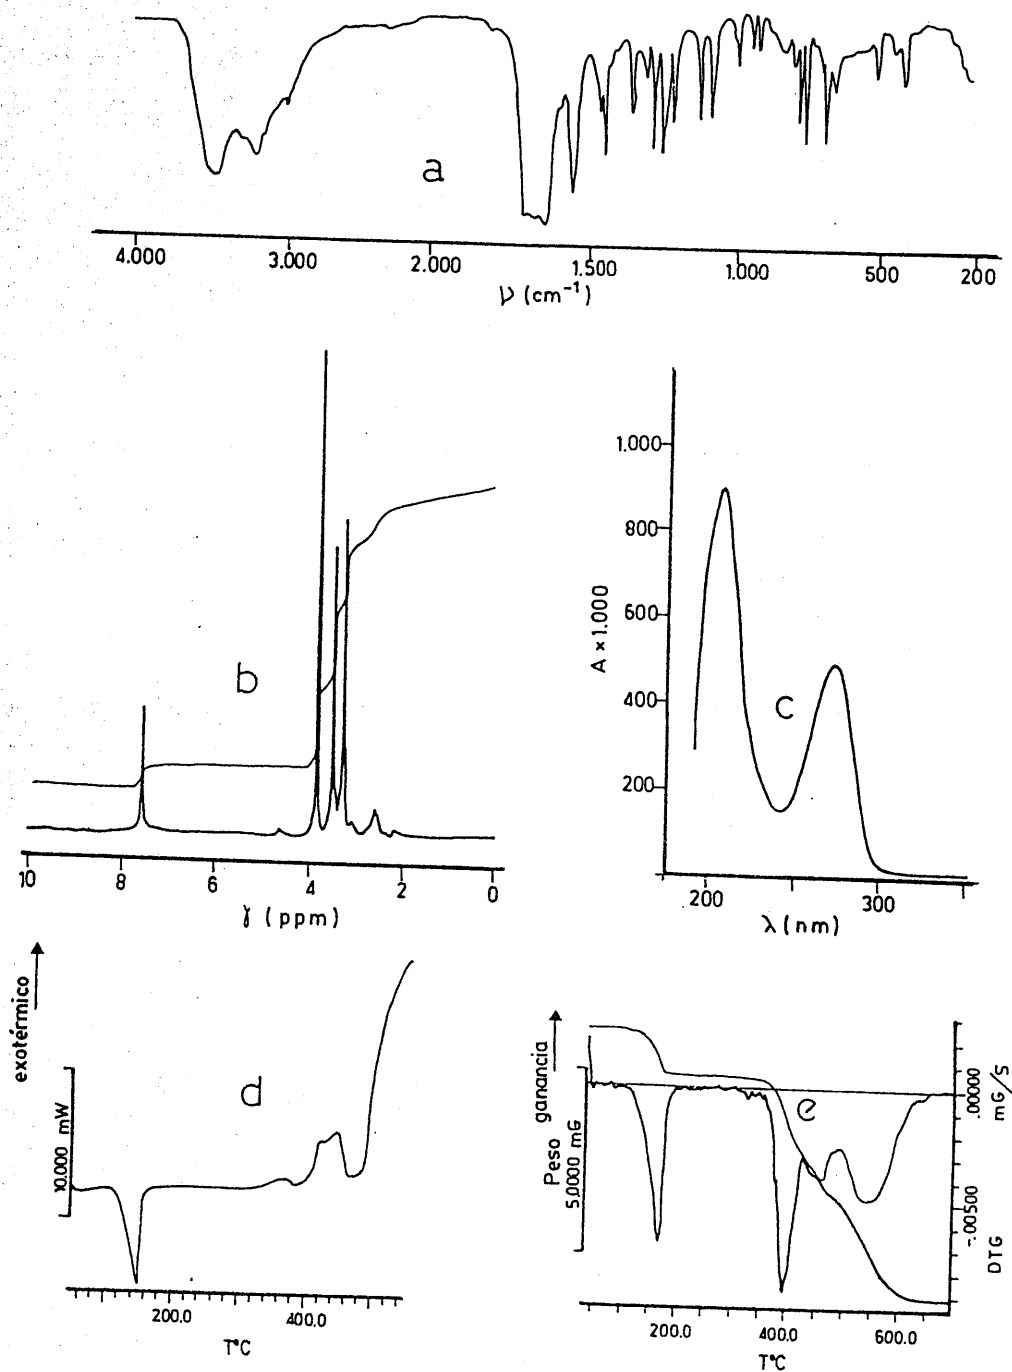 a
4.000 3.000 2.000 1.500 1.000 500 200
ν (cm⁻¹)
b
10 8 6 4 2 0
γ (ppm)
A x 1.000
1.000
800
600
400
200
c
200 300
λ (nm)
exotérmico
10.000 mW
d
200.0 400.0
T°C
Peso ganancia
5.0000 mG
e
.00000
-.00500
DTG mG/S
200.0 400.0 600.0
T°C